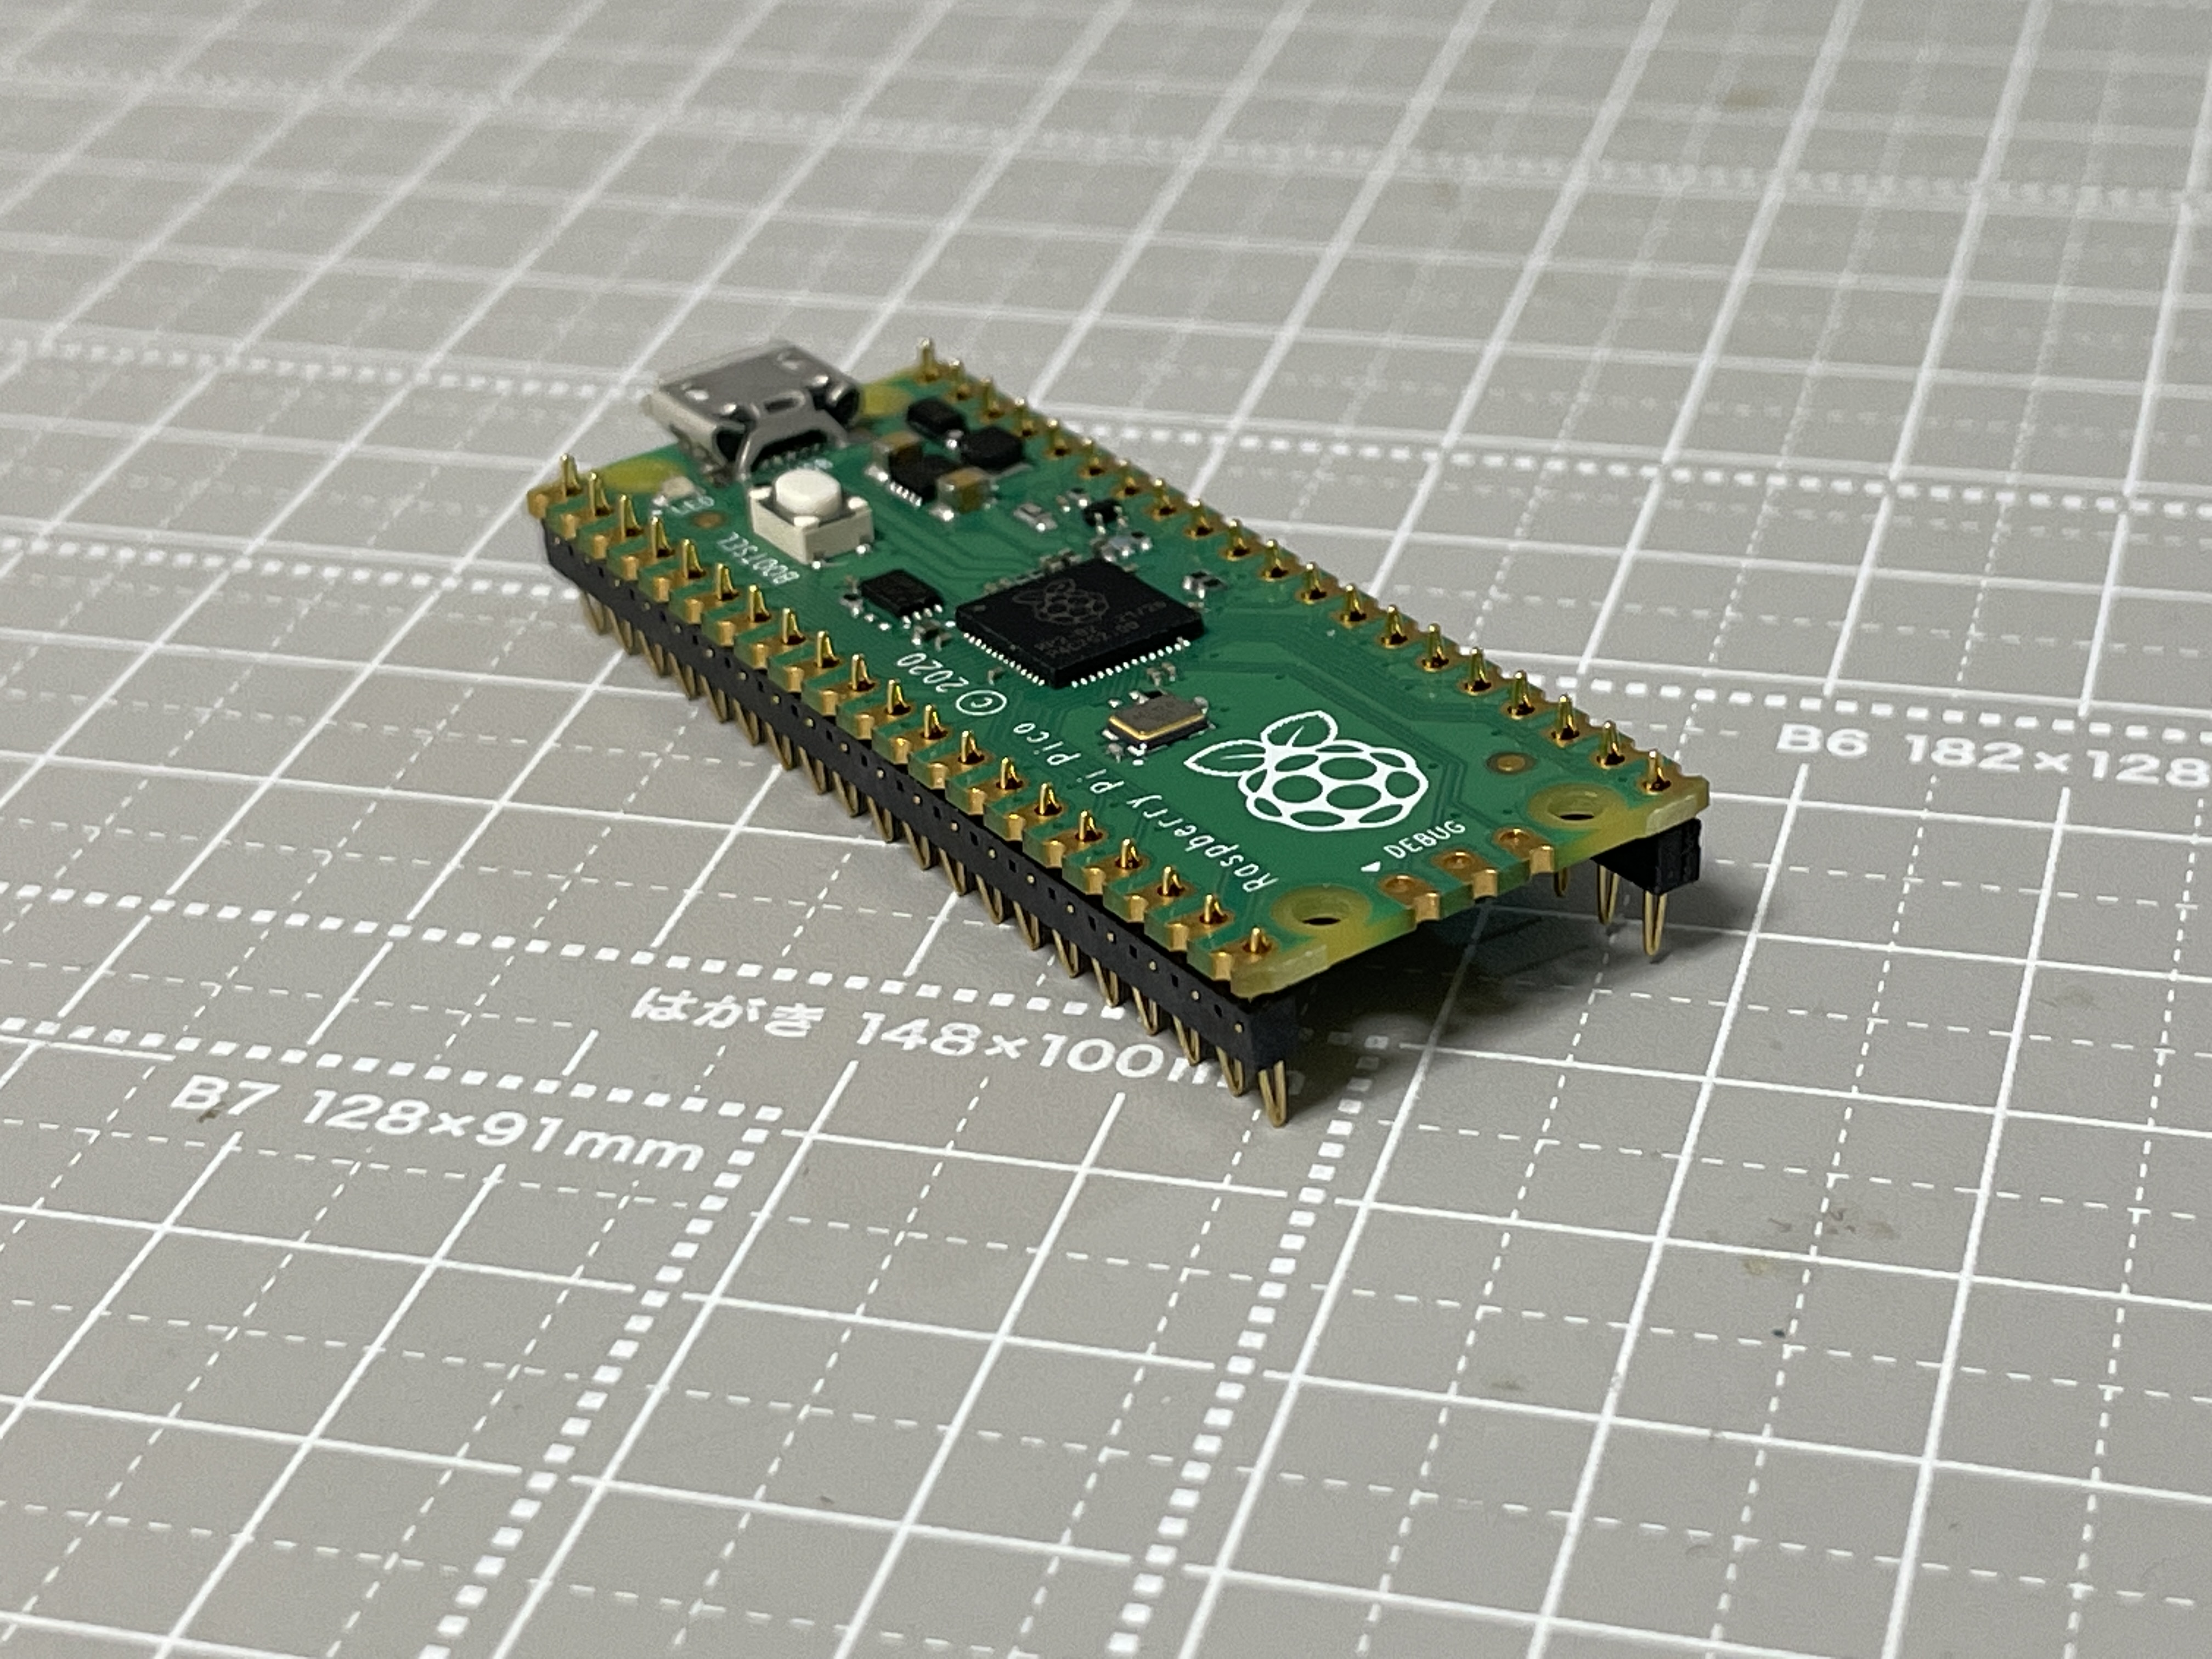 LED
BOOTSEL
Raspberry Pi Pico © 2020
DEBUG
B6 182×128
はがき 148×100m
B7 128×91mm